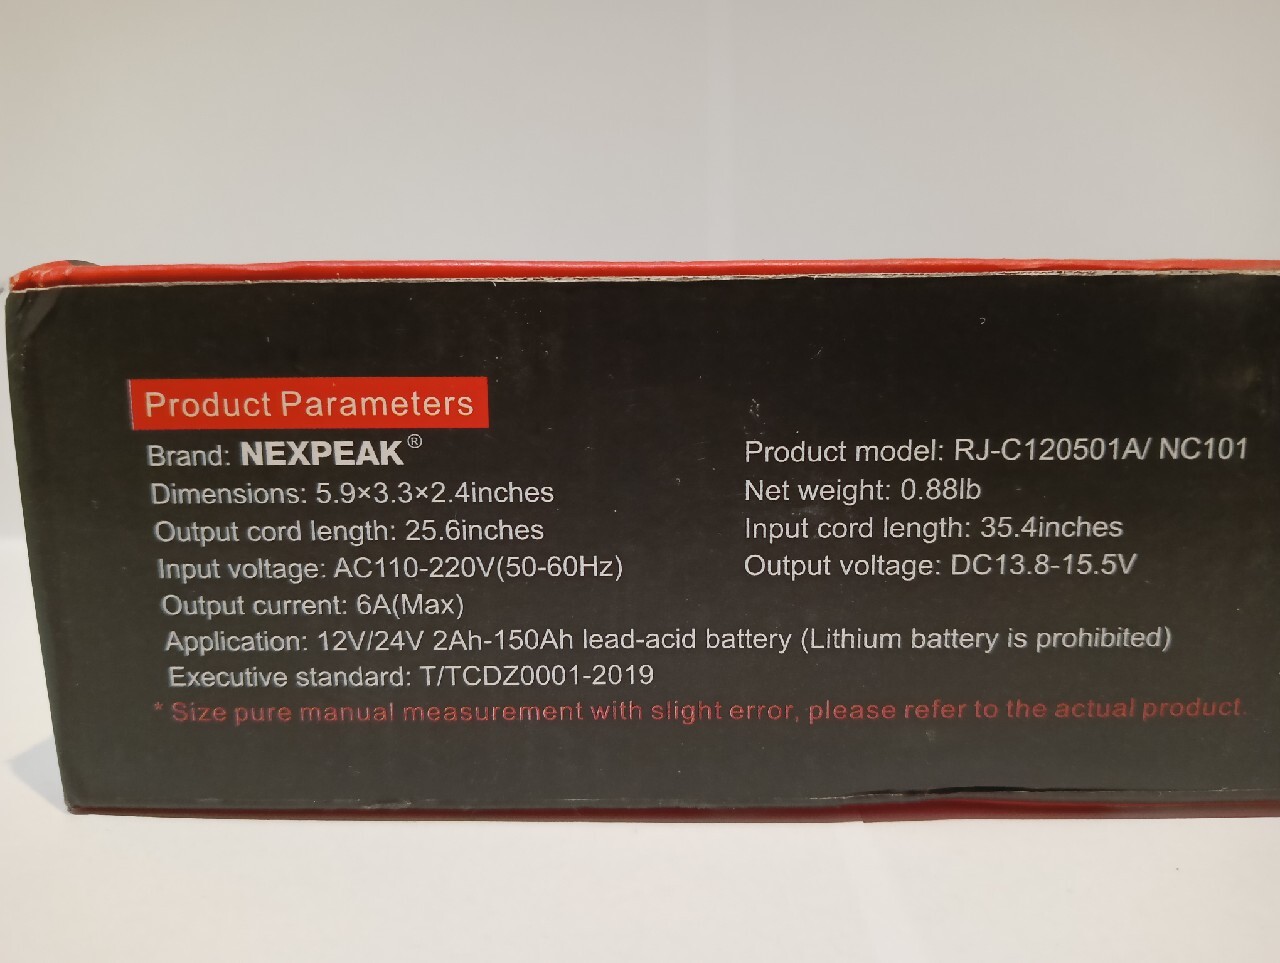 Product Parameters
Brand: NEXPEAK®
Product model: RJ-C120501A/ NC101
Dimensions: 5.9×3.3×2.4inches
Net weight: 0.88lb
Output cord length: 25.6inches
Input cord length: 35.4inches
Input voltage: AC110-220V(50-60Hz)
Output voltage: DC13.8-15.5V
Output current: 6A(Max)
Application: 12V/24V 2Ah-150Ah lead-acid battery (Lithium battery is prohibited)
Executive standard: T/TCDZ0001-2019
* Size pure manual measurement with slight error, please refer to the actual product.